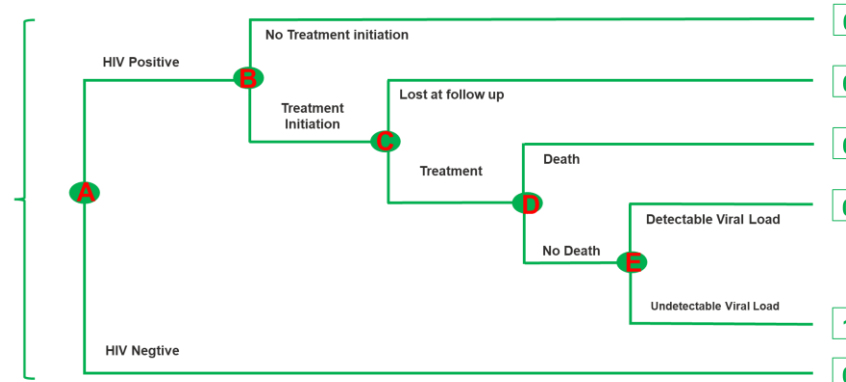 No Treatment initiation
HIV Positive
B
Treatment
Initiation
Lost at follow up
C
Death
Treatment
A
D
Detectable Viral Load
No Death
E
Undetectable Viral Load
HIV Negtive